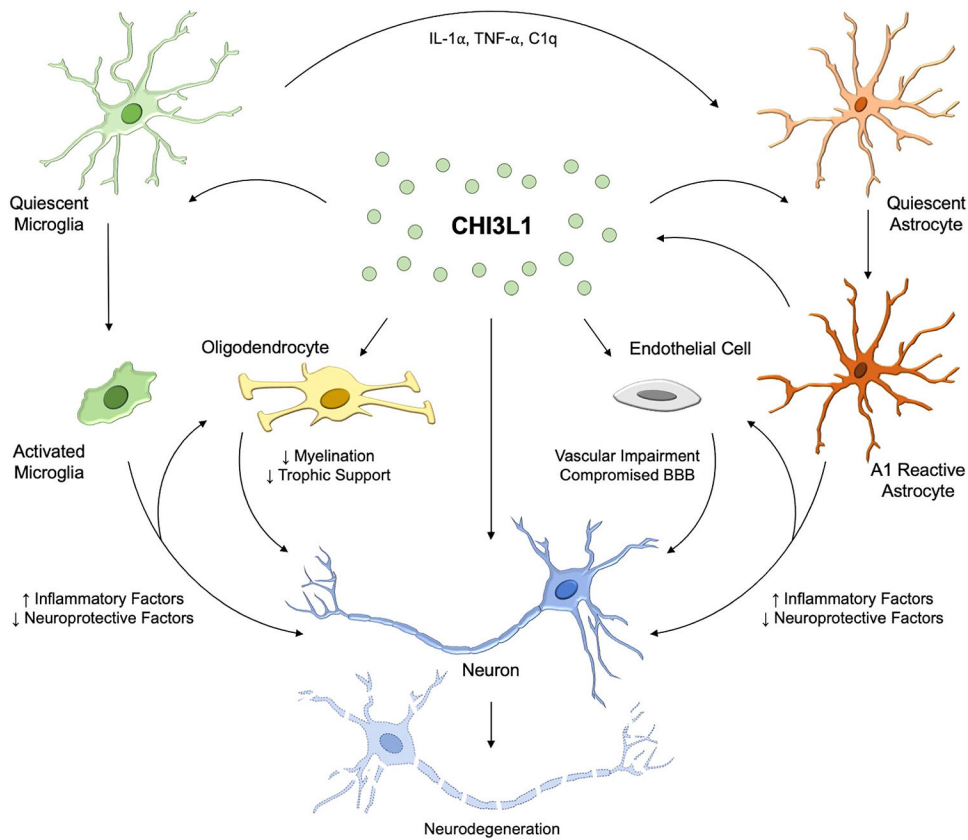 IL-1α, TNF-α, C1q
Quiescent
Microglia
CHI3L1
Quiescent
Astrocyte
Oligodendrocyte
Endothelial Cell
Activated
Microglia
↓ Myelination
↓ Trophic Support
Vascular Impairment
Compromised BBB
A1 Reactive
Astrocyte
↑ Inflammatory Factors
↓ Neuroprotective Factors
↑ Inflammatory Factors
↓ Neuroprotective Factors
Neuron
Neurodegeneration